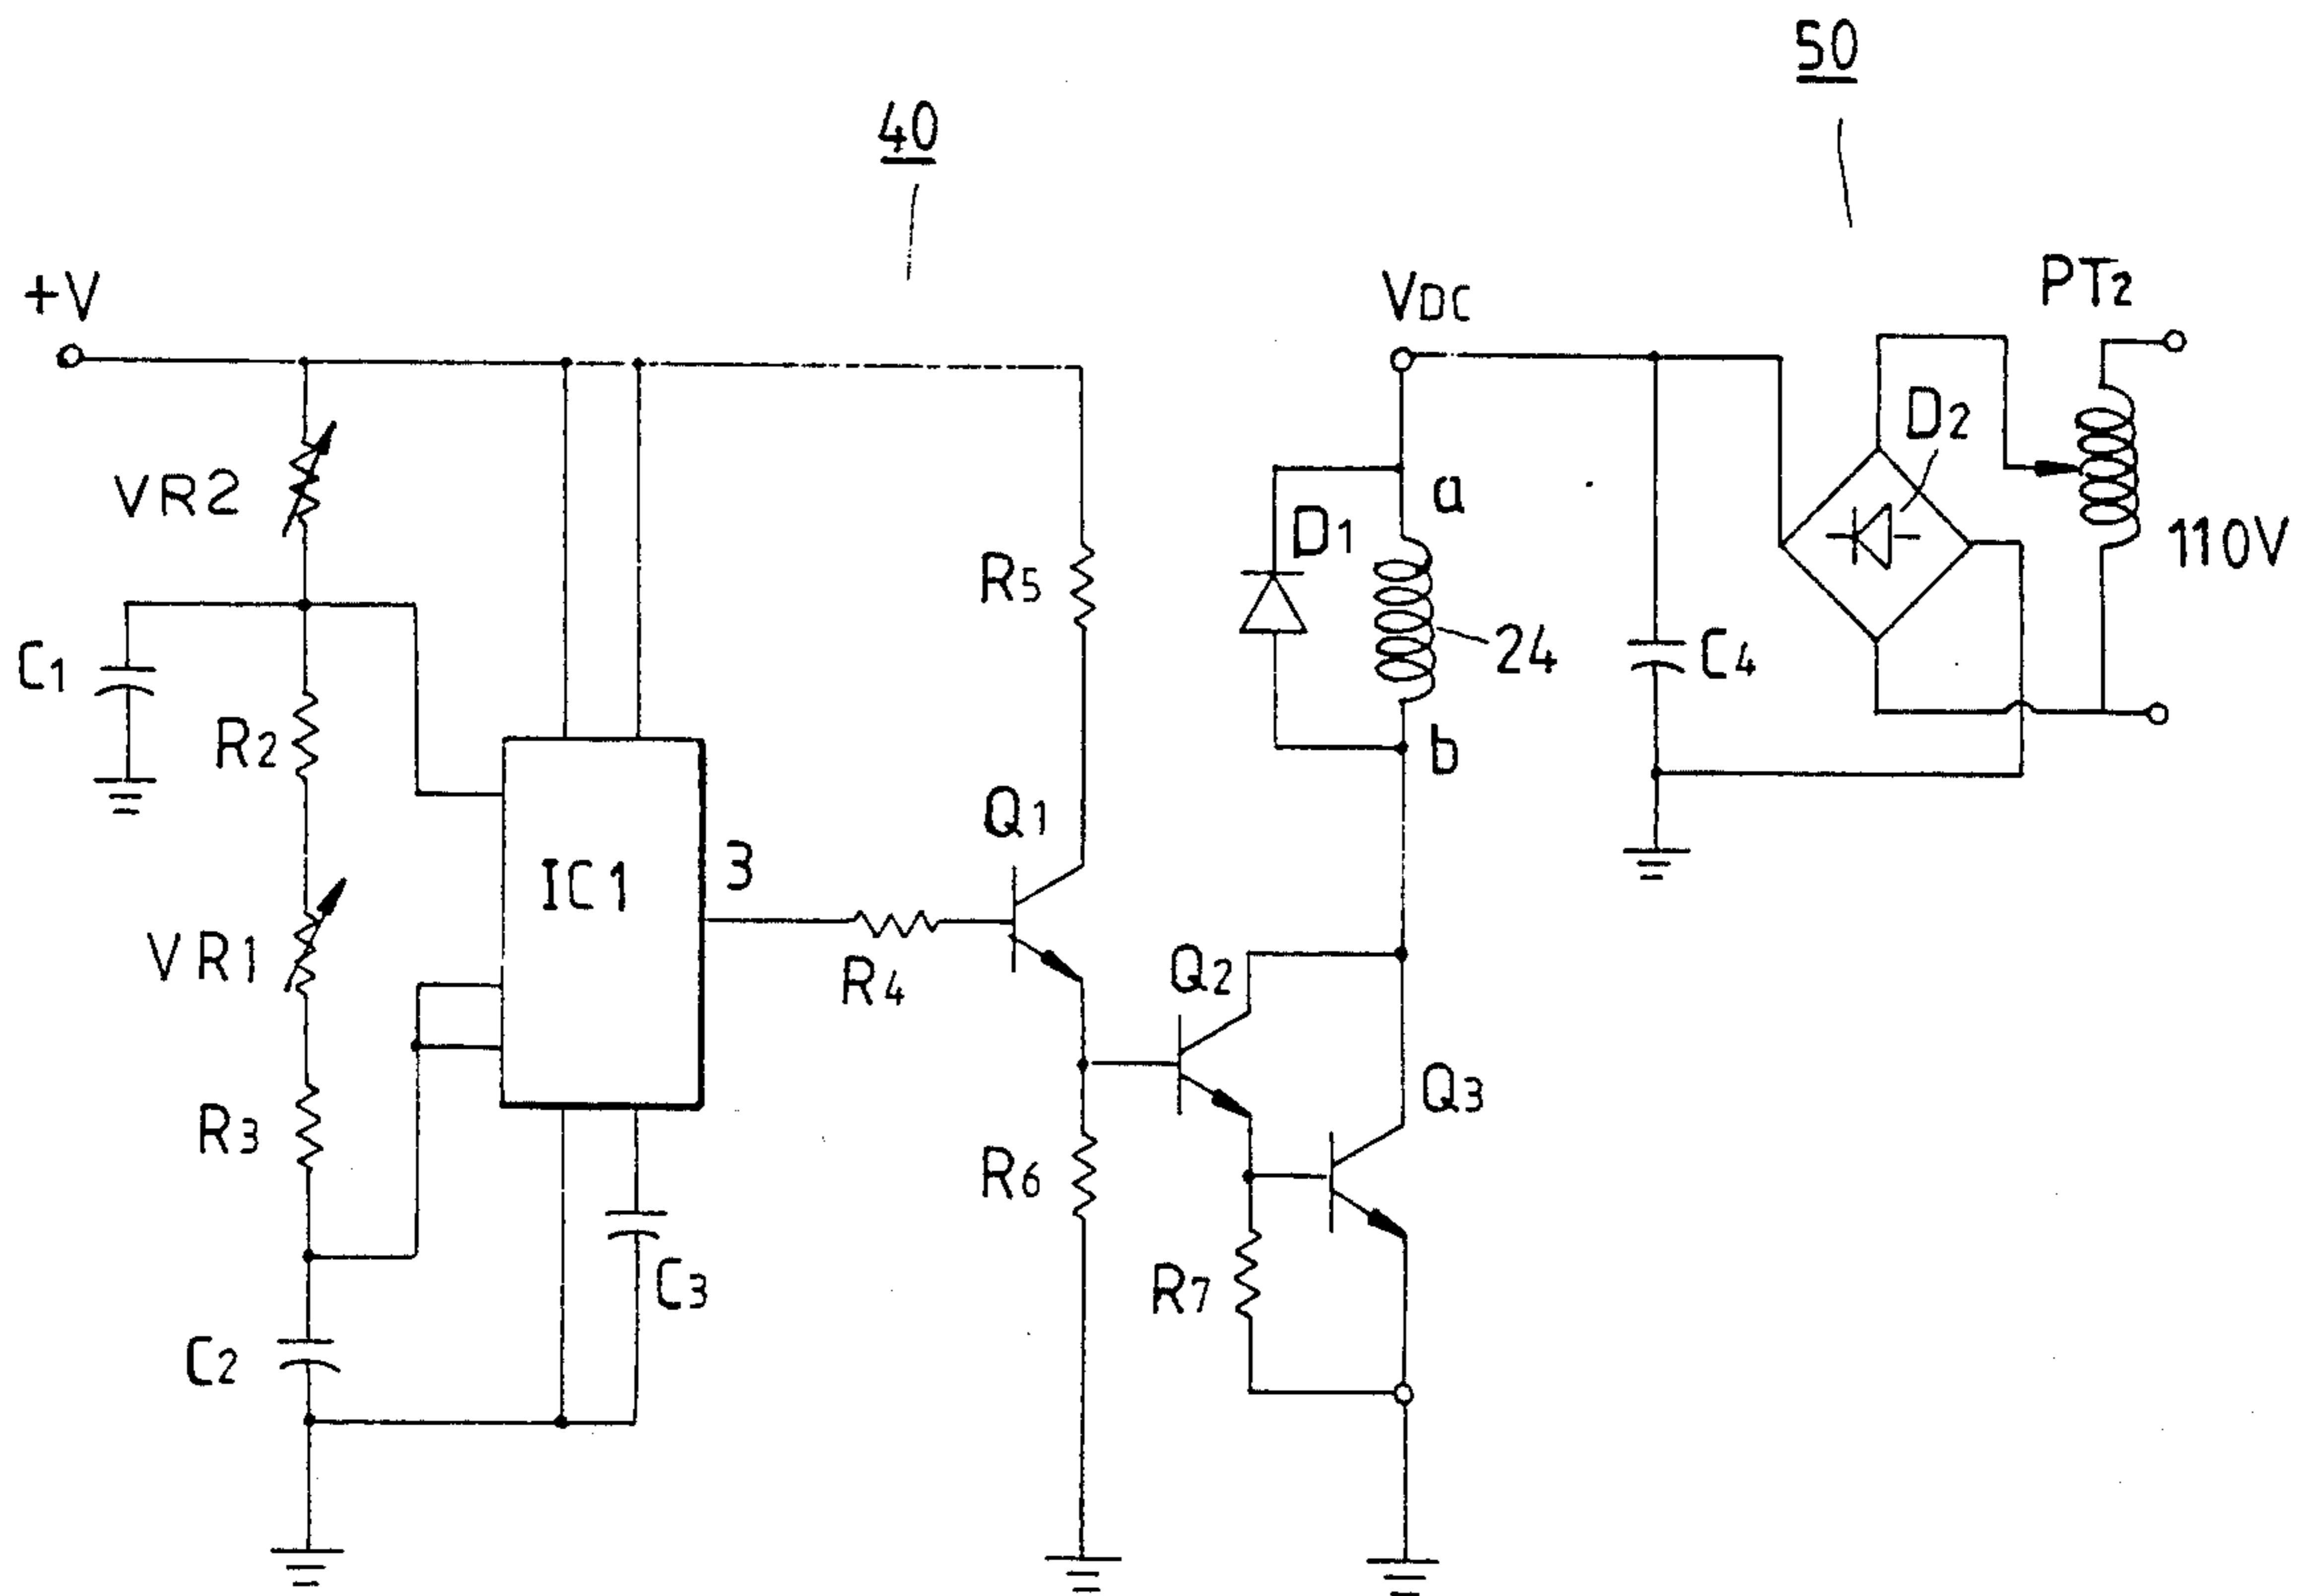 50
40
+V
VDC
PT2
D2
VR2
a
D1
110V
R5
24
C1
C4
R2
b
Q1
3
IC1
VR1
R4
Q2
Q3
R3
R6
C3
R7
C2